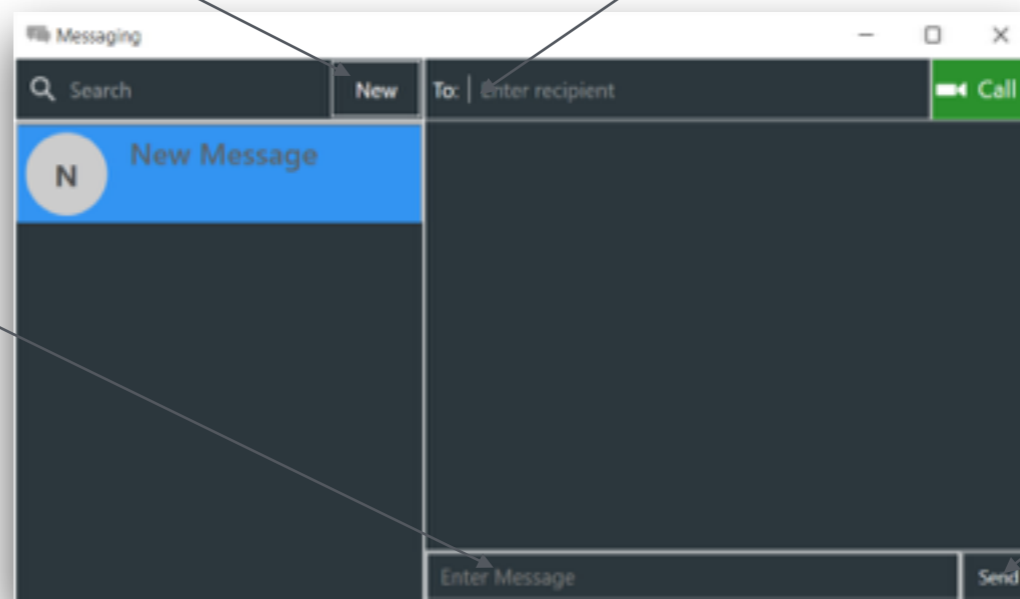 Messaging
Search New To: Enter recipient Call
N New Message
Enter Message Send